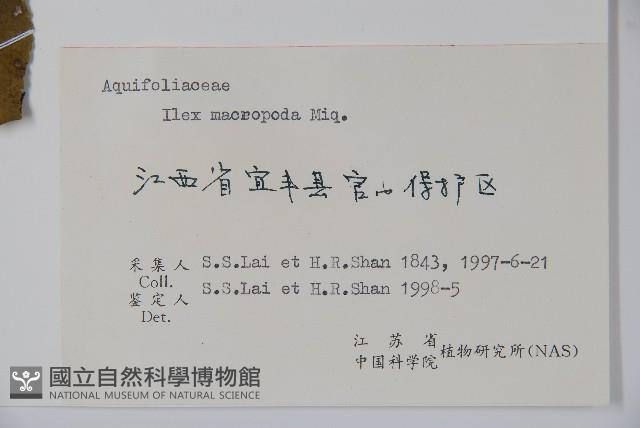 Aquifoliaceae
Ilex macropoda Miq.
江西省宜丰县官山保护区
采集人 S.S.Lai et H.R.Shan 1843, 1997-6-21
Coll.
鉴定人 S.S.Lai et H.R.Shan 1998-5
Det.
江苏省
中国科学院 植物研究所(NAS)
國立自然科學博物館
NATIONAL MUSEUM OF NATURAL SCIENCE